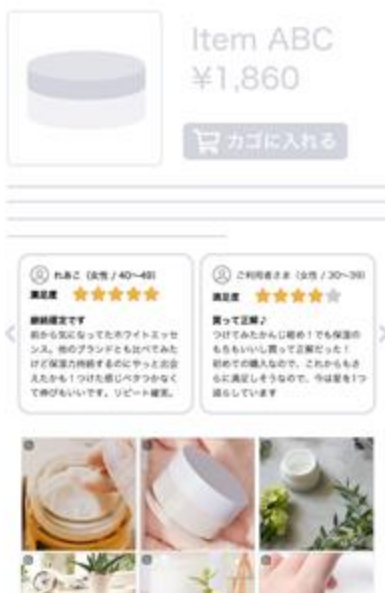 Item ABC
¥1,860
カゴに入れる
れあこ (女性 / 40〜49)
満足度
継続確定です
前から気になってたホワイトエッセ
ンス。他のブランドとも比べてみた
けど保湿力持続するのにやっと出会
えたかも！つけた感じベタつかなく
て伸びもいいです。リピート確実。
ご利用者さま (女性 / 30〜39)
満足度
買って正解♪
つけてみたかんじ初め！でも保湿の
もちもいいし買って正解だった！
初めての購入なので、これからもさ
らに満足しそうなので、今は量を1つ
減らしています